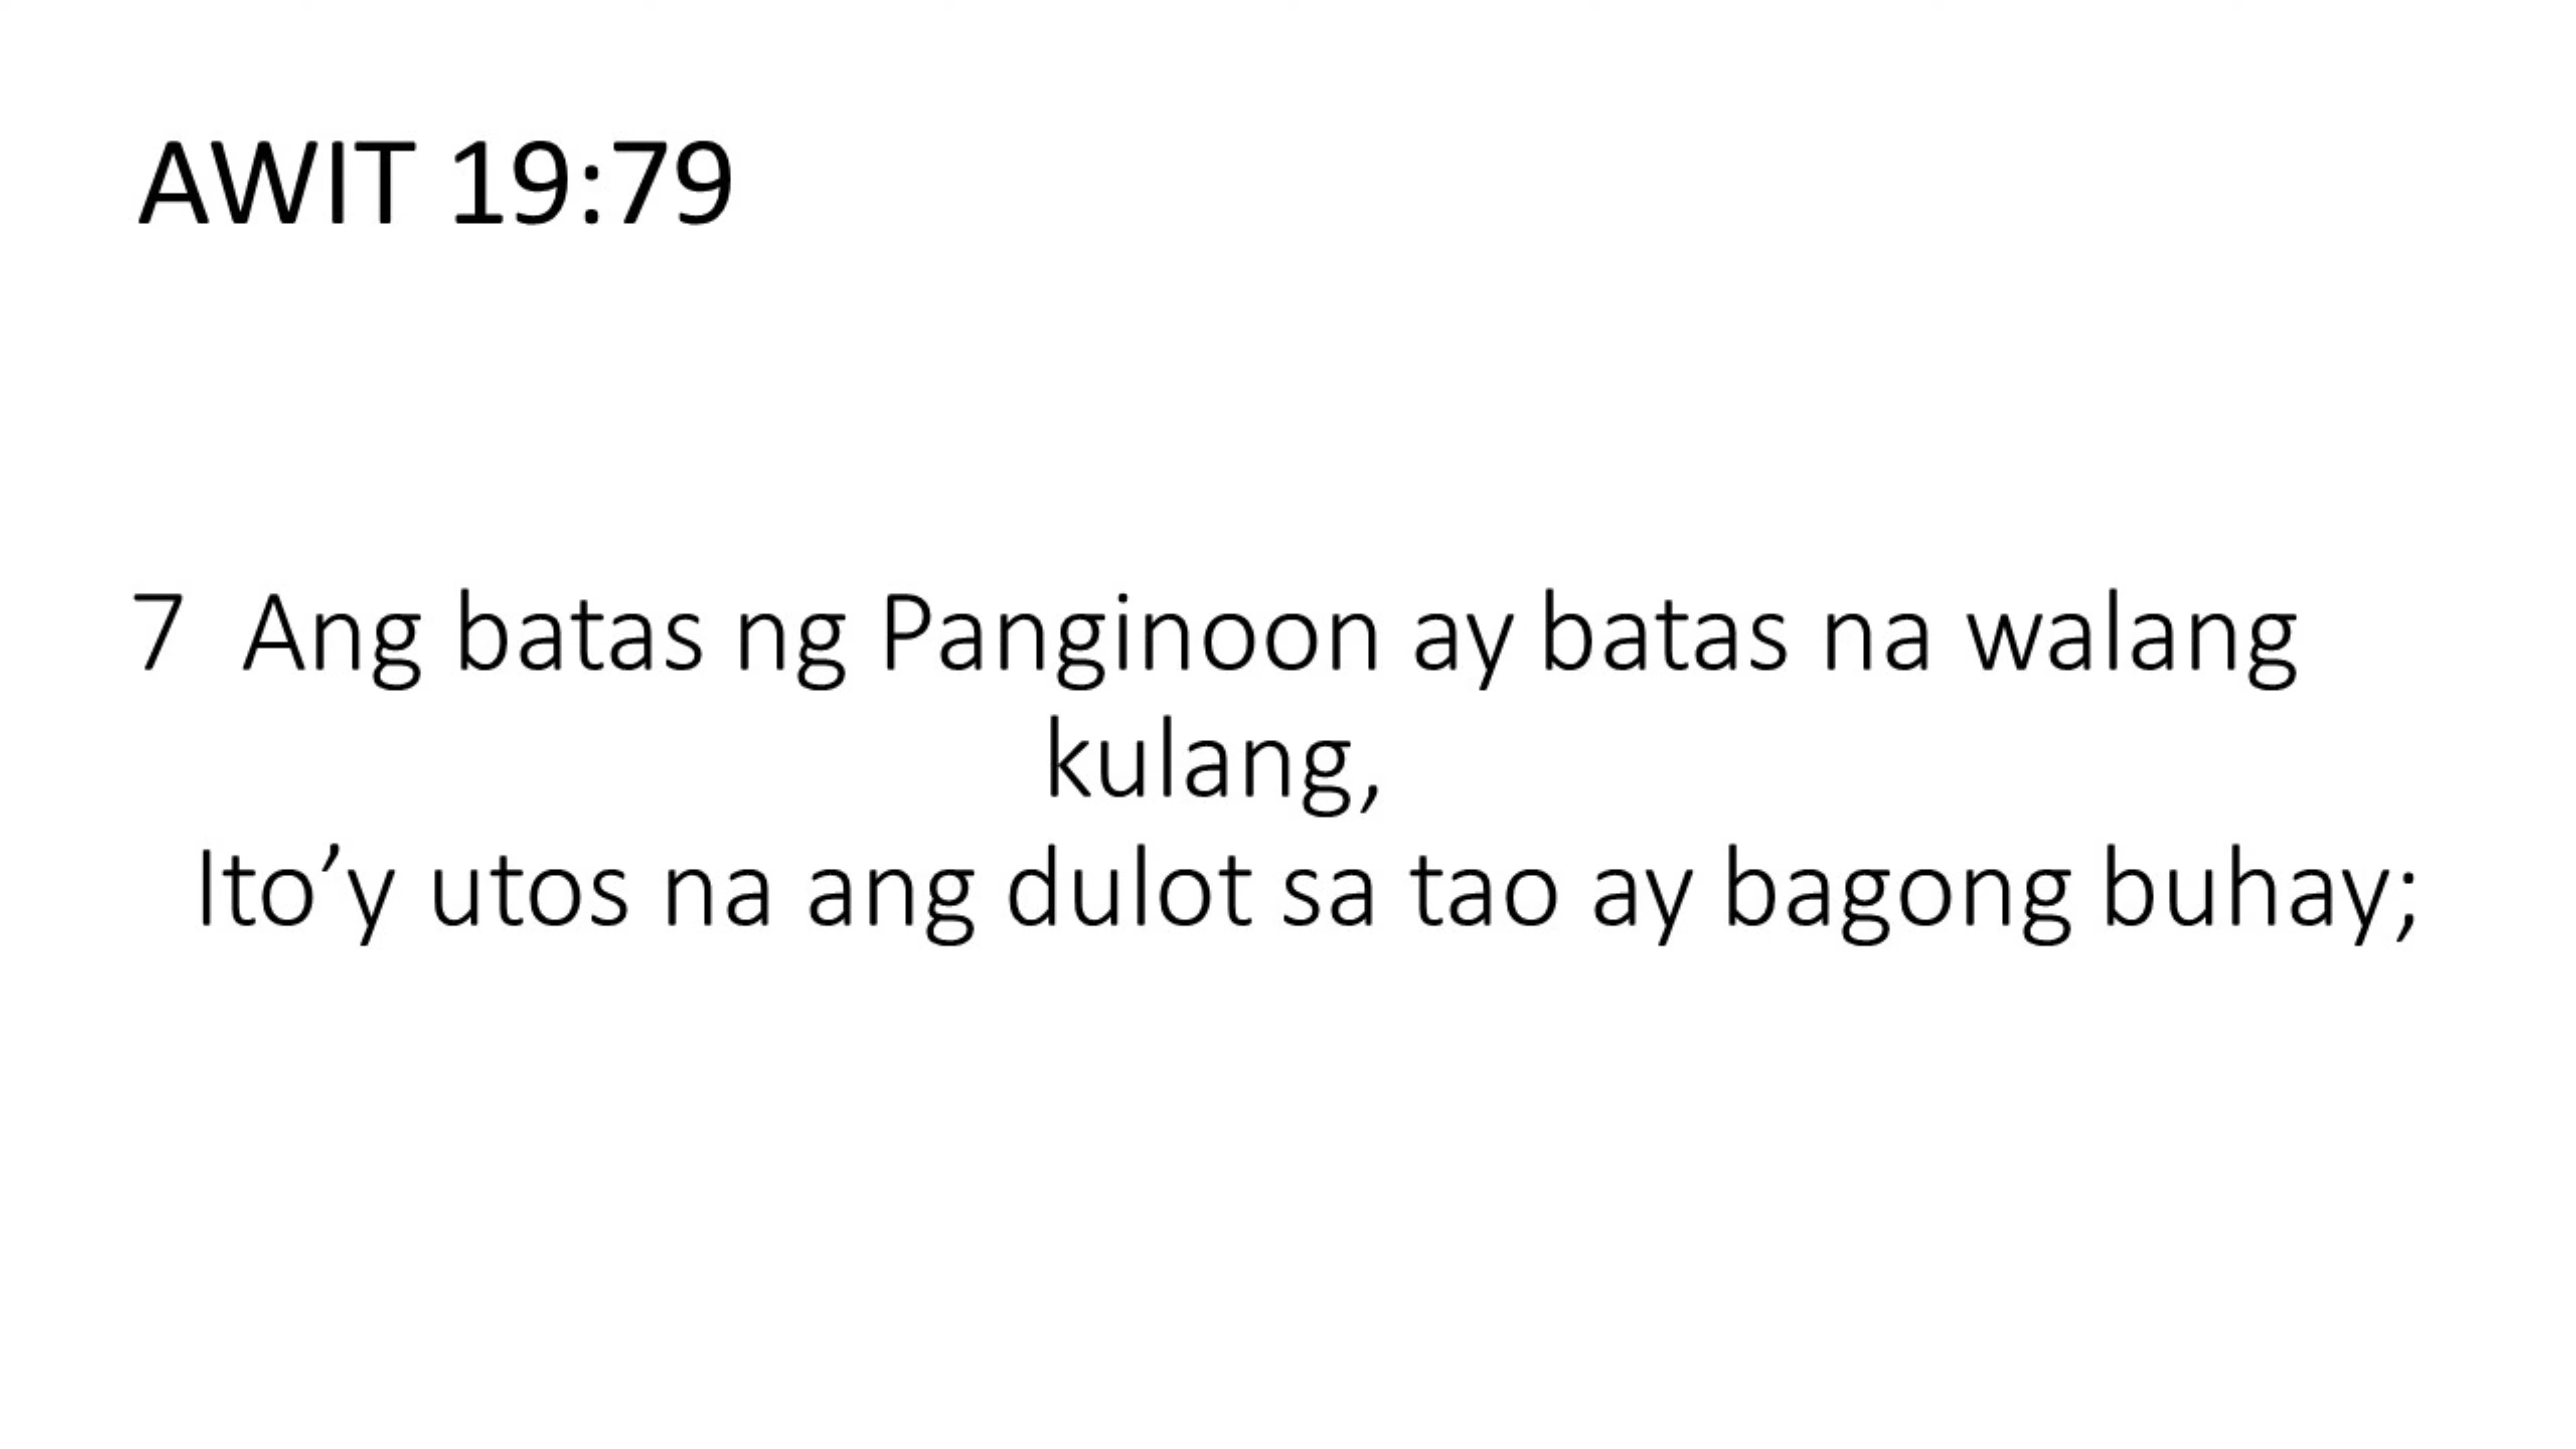 AWIT 19:79
7 Ang batas ng Panginoon ay batas na walang
kulang,
Ito’y utos na ang dulot sa tao ay bagong buhay;